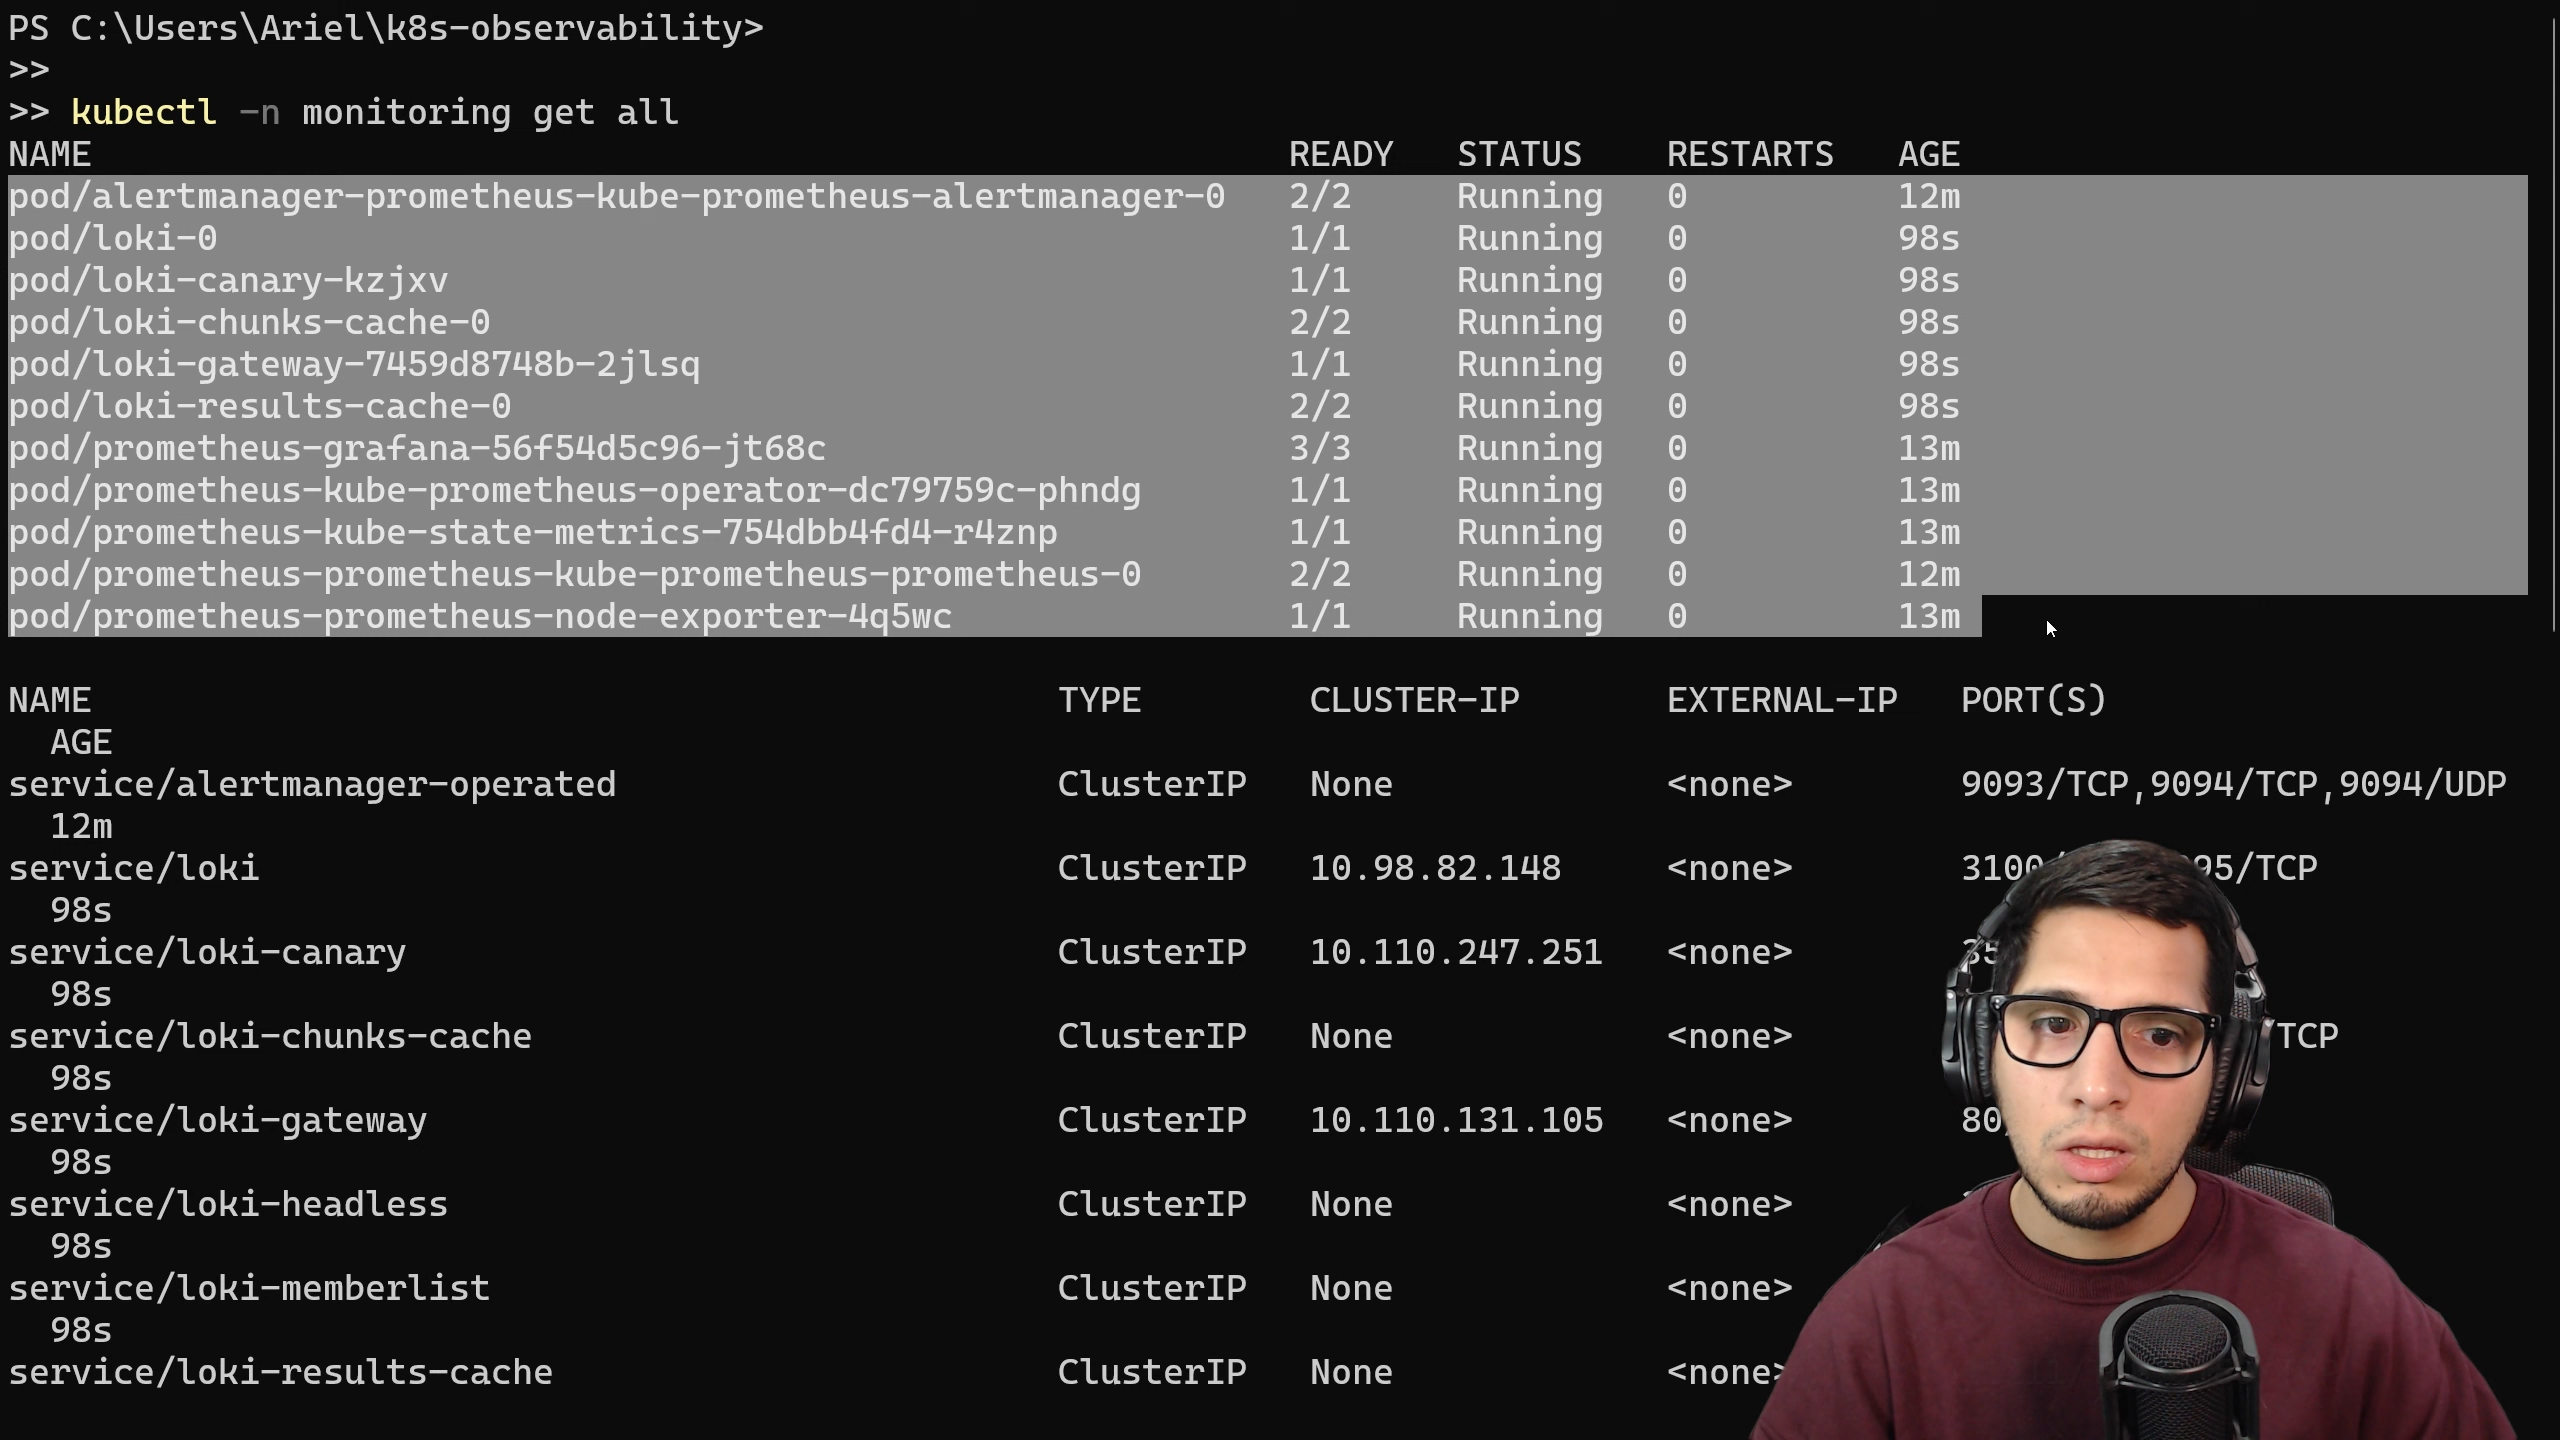 PS C:\Users\Ariel\k8s-observability>
>>
>> kubectl -n monitoring get all
NAME READY STATUS RESTARTS AGE
pod/alertmanager-prometheus-kube-prometheus-alertmanager-0 2/2 Running 0 12m
pod/loki-0 1/1 Running 0 98s
pod/loki-canary-kzjxv 1/1 Running 0 98s
pod/loki-chunks-cache-0 2/2 Running 0 98s
pod/loki-gateway-7459d8748b-2jlsq 1/1 Running 0 98s
pod/loki-results-cache-0 2/2 Running 0 98s
pod/prometheus-grafana-56f54d5c96-jt68c 3/3 Running 0 13m
pod/prometheus-kube-prometheus-operator-dc79759c-phndg 1/1 Running 0 13m
pod/prometheus-kube-state-metrics-754dbb4fd4-r4znp 1/1 Running 0 13m
pod/prometheus-prometheus-kube-prometheus-prometheus-0 2/2 Running 0 12m
pod/prometheus-prometheus-node-exporter-4q5wc 1/1 Running 0 13m
NAME TYPE CLUSTER-IP EXTERNAL-IP PORT(S)
AGE
service/alertmanager-operated ClusterIP None <none> 9093/TCP,9094/TCP,9094/UDP
12m
service/loki ClusterIP 10.98.82.148 <none> 3100 95/TCP
98s
service/loki-canary ClusterIP 10.110.247.251 <none>
98s
service/loki-chunks-cache ClusterIP None <none> /TCP
98s
service/loki-gateway ClusterIP 10.110.131.105 <none> 80
98s
service/loki-headless ClusterIP None <none>
98s
service/loki-memberlist ClusterIP None <none>
98s
service/loki-results-cache ClusterIP None <none>